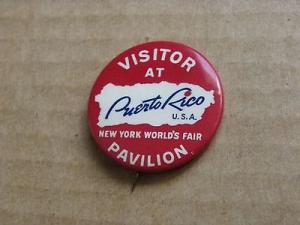 VISITOR
AT
Puerto Rico
U.S.A.
NEW YORK WORLD'S FAIR
PAVILION